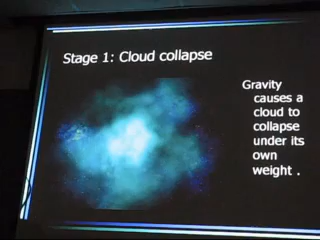 Stage 1: Cloud collapse
Gravity
causes a
cloud to
collapse
under its
own
weight .